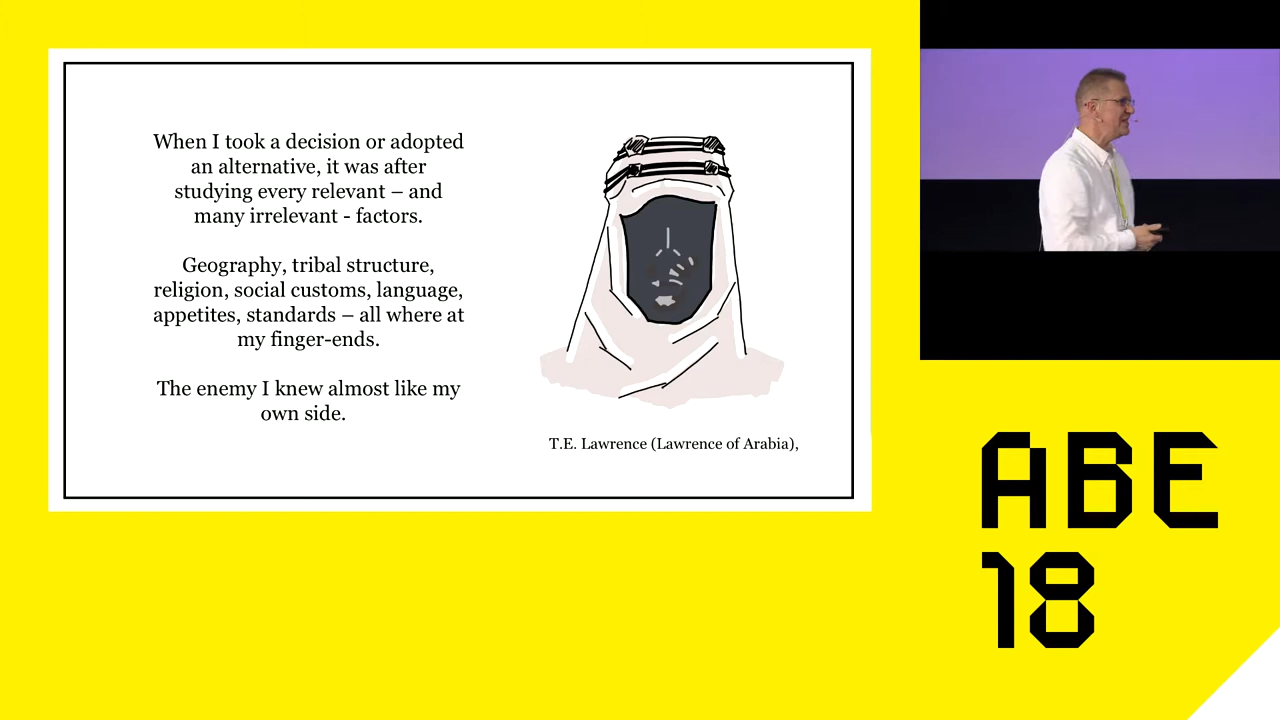 When I took a decision or adopted
an alternative, it was after
studying every relevant – and
many irrelevant - factors.
Geography, tribal structure,
religion, social customs, language,
appetites, standards – all where at
my finger-ends.
The enemy I knew almost like my
own side.
T.E. Lawrence (Lawrence of Arabia),
ABE
18